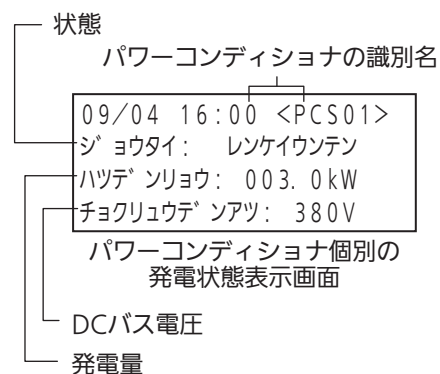 状態
パワーコンディショナの識別名
09/04 16:00 <PCS01>
ジョウタイ: レンケイウンテン
ハツデンリョウ: 003.0kW
チョクリュウデンアツ: 380V
パワーコンディショナ個別の
発電状態表示画面
DCバス電圧
発電量